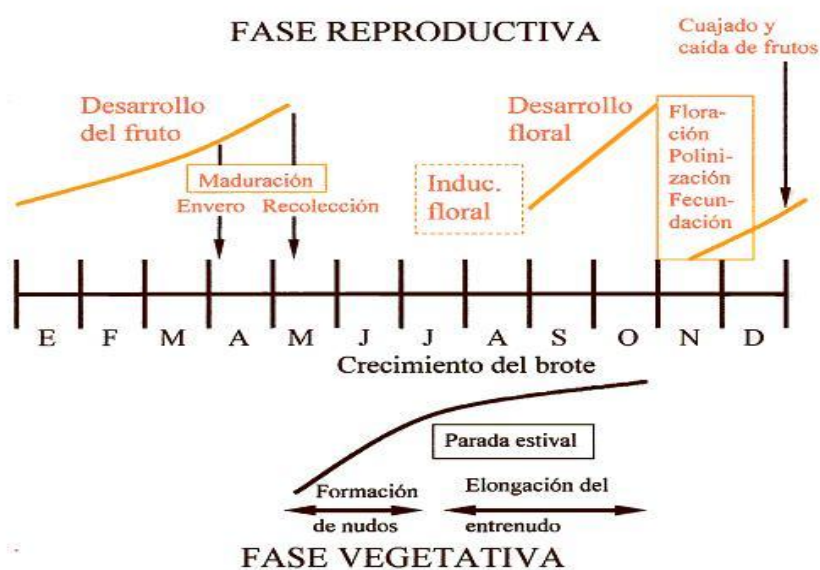 FASE REPRODUCTIVA
Cuajado y
caída de frutos
Desarrollo
del fruto
Desarrollo
floral
Flora-
ción
Polini-
zación
Fecun-
dación
Maduración
Envero Recolección
Induc.
floral
E F M A M J J A S O N D
Crecimiento del brote
Parada estival
Formación
de nudos
Elongación del
entrenudo
FASE VEGETATIVA